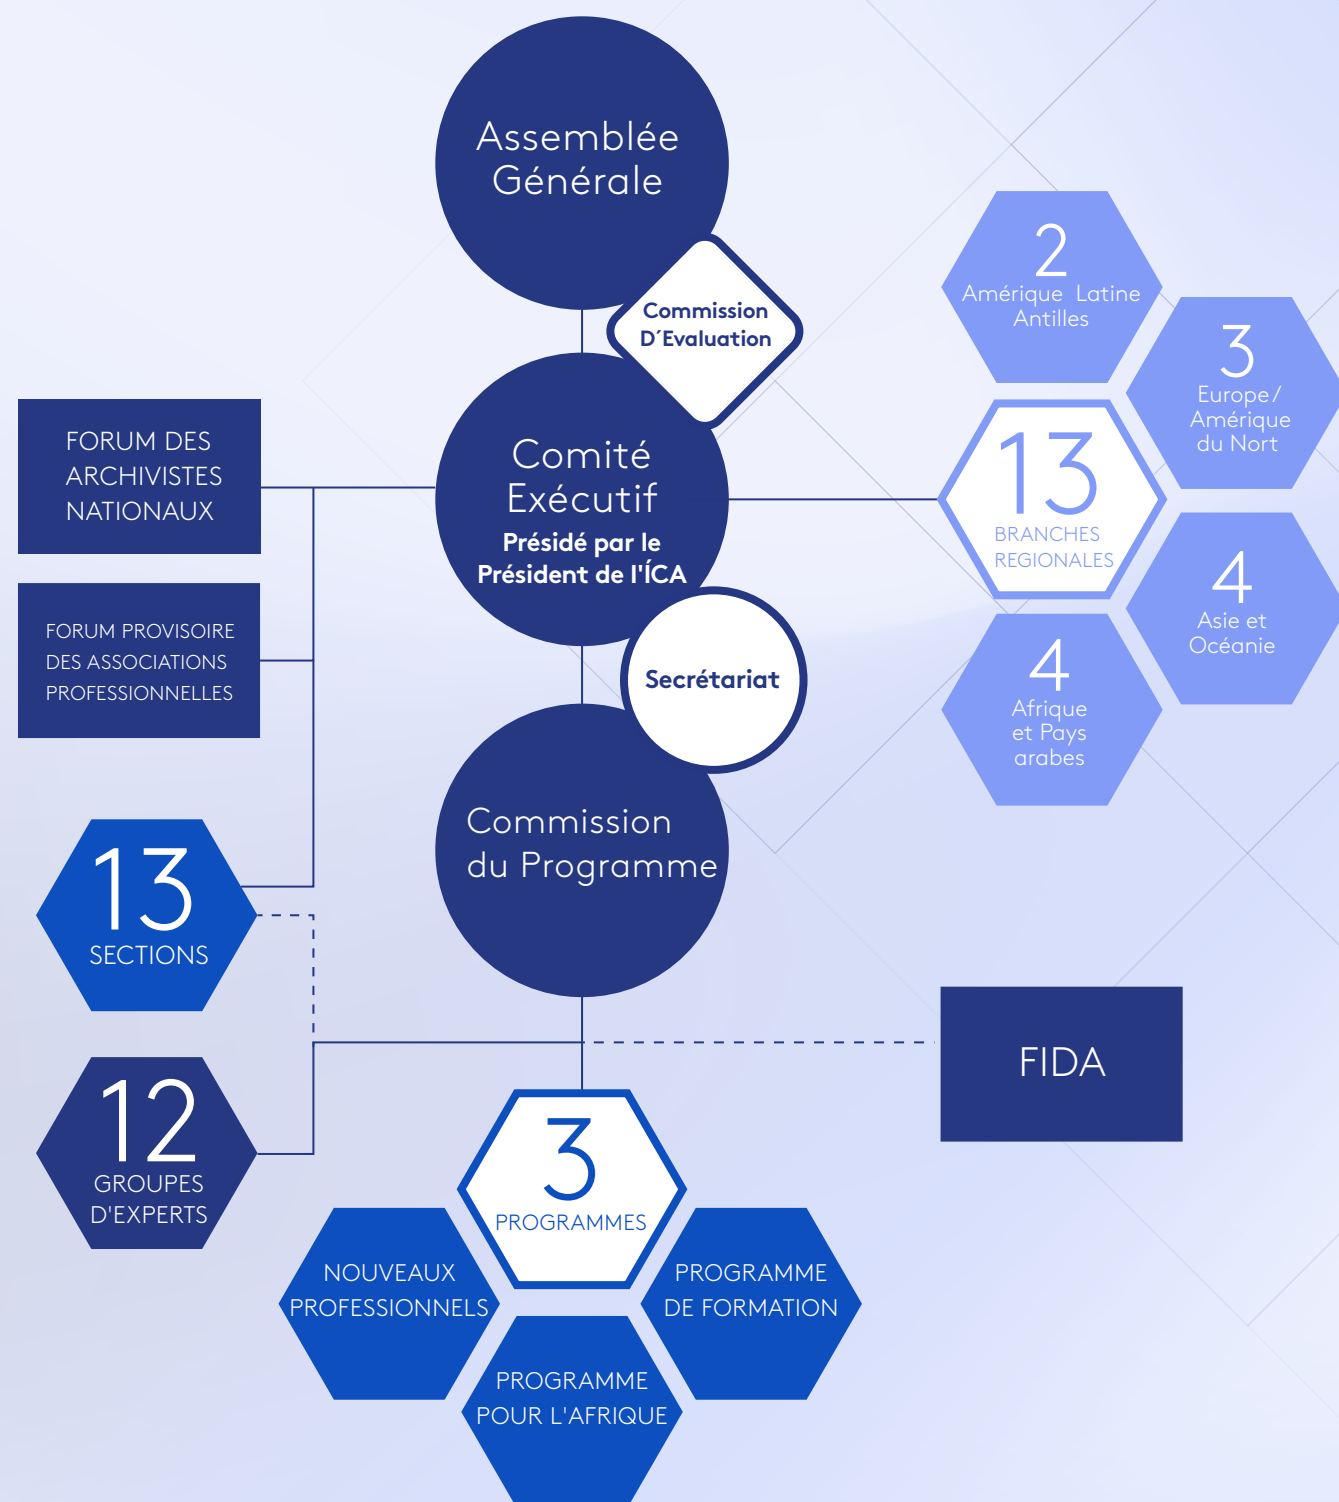 Assemblée
Générale
Commission
D´Evaluation
Comité
Exécutif
Présidé par le
Président de l'ÍCA
Secrétariat
Commission
du Programme
FORUM DES
ARCHIVISTES
NATIONAUX
FORUM PROVISOIRE
DES ASSOCIATIONS
PROFESSIONNELLES
13
SECTIONS
12
GROUPES
D'EXPERTS
2
Amérique Latine
Antilles
3
Europe /
Amérique
du Nort
13
BRANCHES
REGIONALES
4
Asie et
Océanie
4
Afrique
et Pays
arabes
FIDA
3
PROGRAMMES
NOUVEAUX
PROFESSIONNELS
PROGRAMME
DE FORMATION
PROGRAMME
POUR L'AFRIQUE